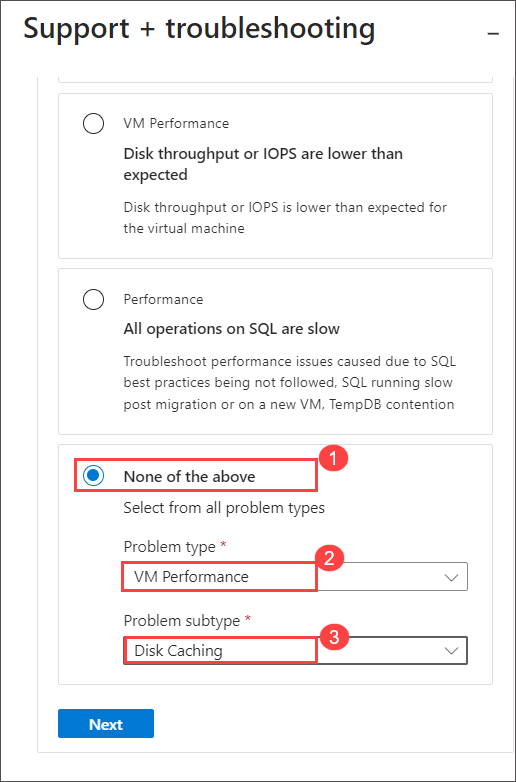 Support + troubleshooting
VM Performance
Disk throughput or IOPS are lower than
expected
Disk throughput or IOPS is lower than expected for
the virtual machine
Performance
All operations on SQL are slow
Troubleshoot performance issues caused due to SQL
best practices being not followed, SQL running slow
post migration or on a new VM, TempDB contention
1
None of the above
Select from all problem types
Problem type *
2
VM Performance
Problem subtype *
3
Disk Caching
Next